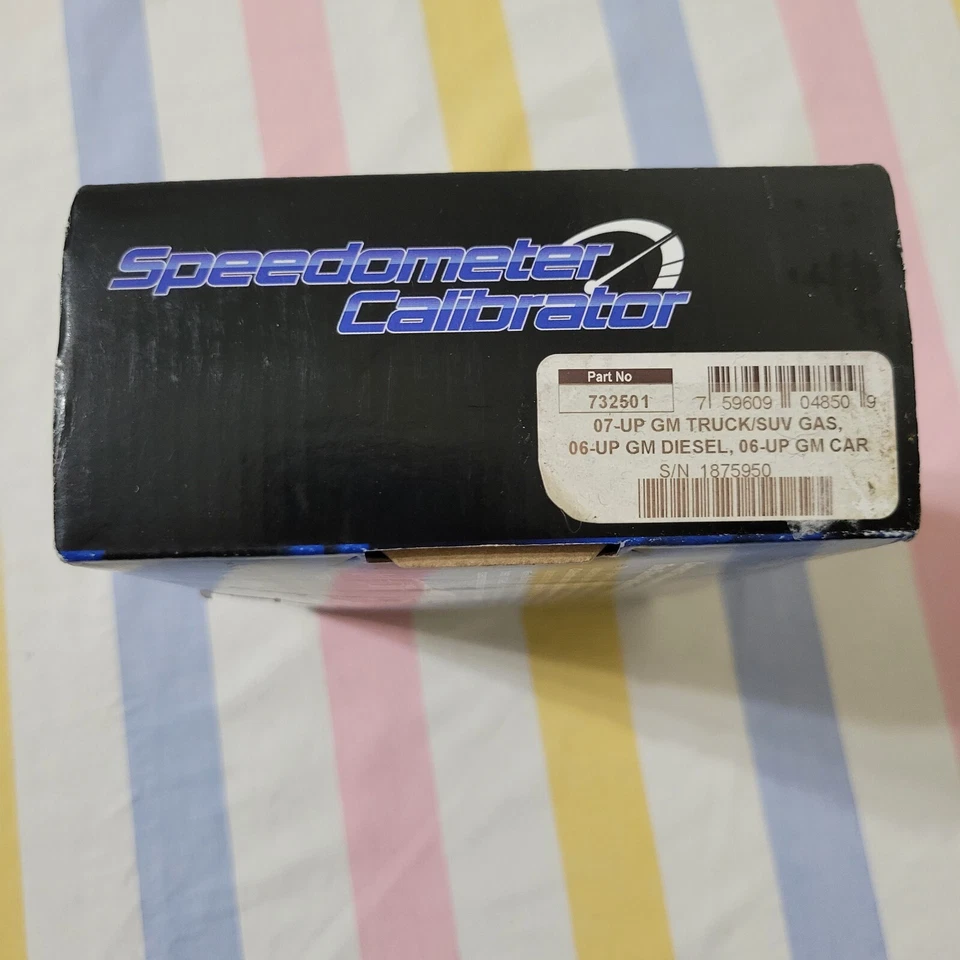 Speedometer
Calibrator
Part No
732501
7 59609 04850 9
07-UP GM TRUCK/SUV GAS,
06-UP GM DIESEL, 06-UP GM CAR
S/N 1875950